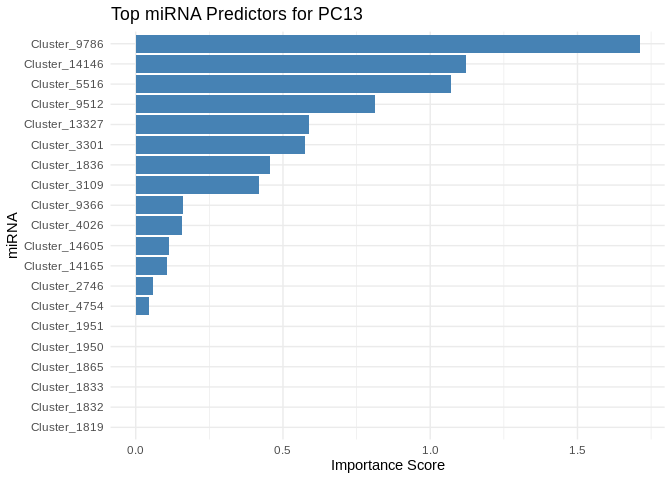 Top miRNA Predictors for PC13
Cluster_9786
Cluster_14146
Cluster_5516
Cluster_9512
Cluster_13327
Cluster_3301
Cluster_1836
Cluster_3109
Cluster_9366
Cluster_4026
Cluster_14605
Cluster_14165
Cluster_2746
Cluster_4754
Cluster_1951
Cluster_1950
Cluster_1865
Cluster_1833
Cluster_1832
Cluster_1819
miRNA
0.0 0.5 1.0 1.5
Importance Score